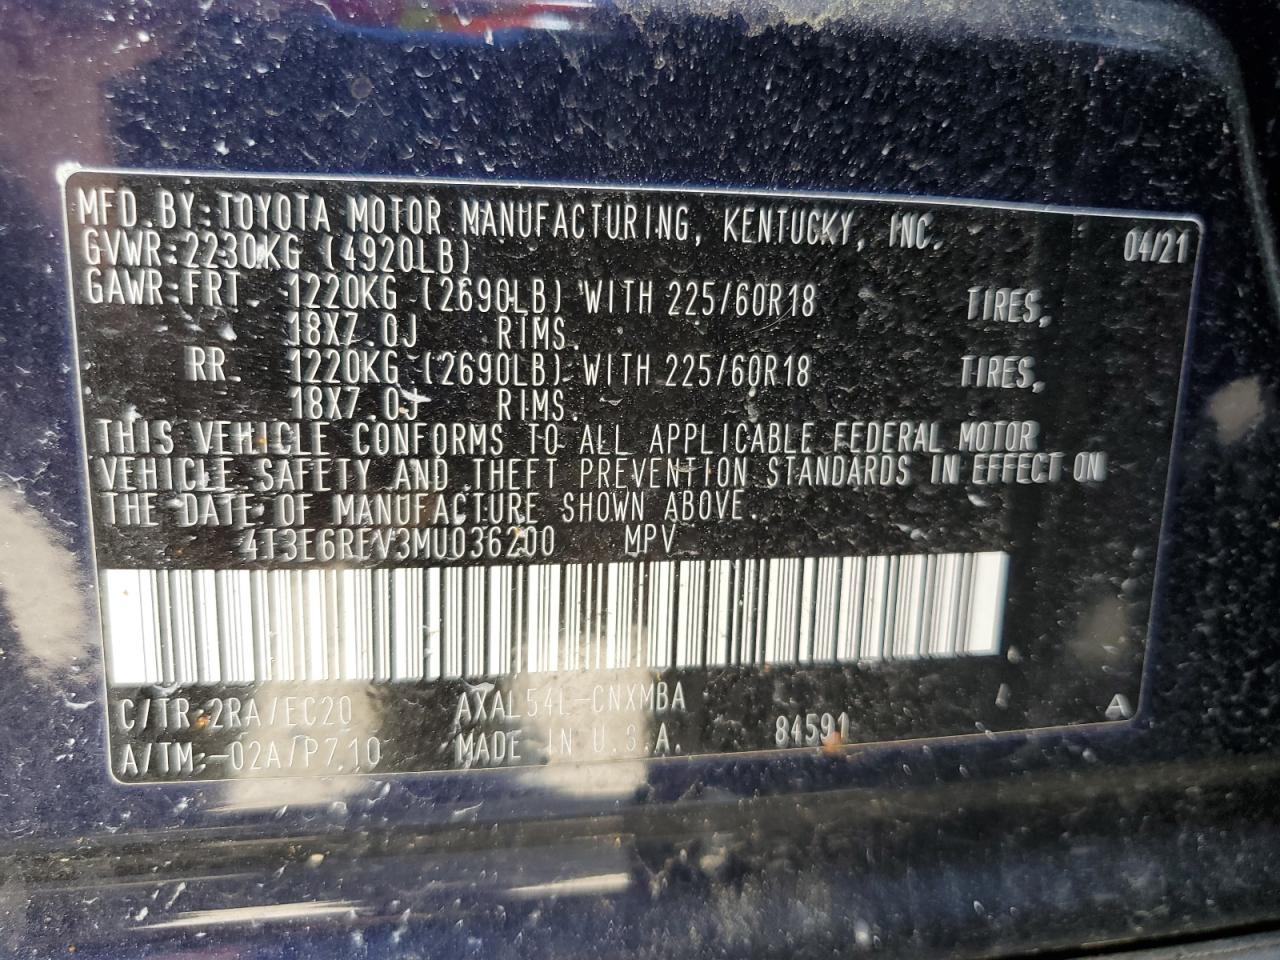 MFD.BY:TOYOTA MOTOR MANUFACTURING, KENTUCKY, INC. 04/21
GVWR:2230KG (4920LB)
GAWR:FRT. 1220KG (2690LB) WITH 225/60R18 TIRES,
18X7.0J RIMS.
RR. 1220KG (2690LB) WITH 225/60R18 TIRES,
18X7.0J RIMS.
THIS VEHICLE CONFORMS TO ALL APPLICABLE FEDERAL MOTOR
VEHICLE SAFETY AND THEFT PREVENTION STANDARDS IN EFFECT ON
THE DATE OF MANUFACTURE SHOWN ABOVE.
4T3E6RFV3MU036200 MPV
C/TR:2RA/EC20 AXAL54L-CNXMBA A
A/TM:-02A/P710 MADE IN U.S.A. 84591